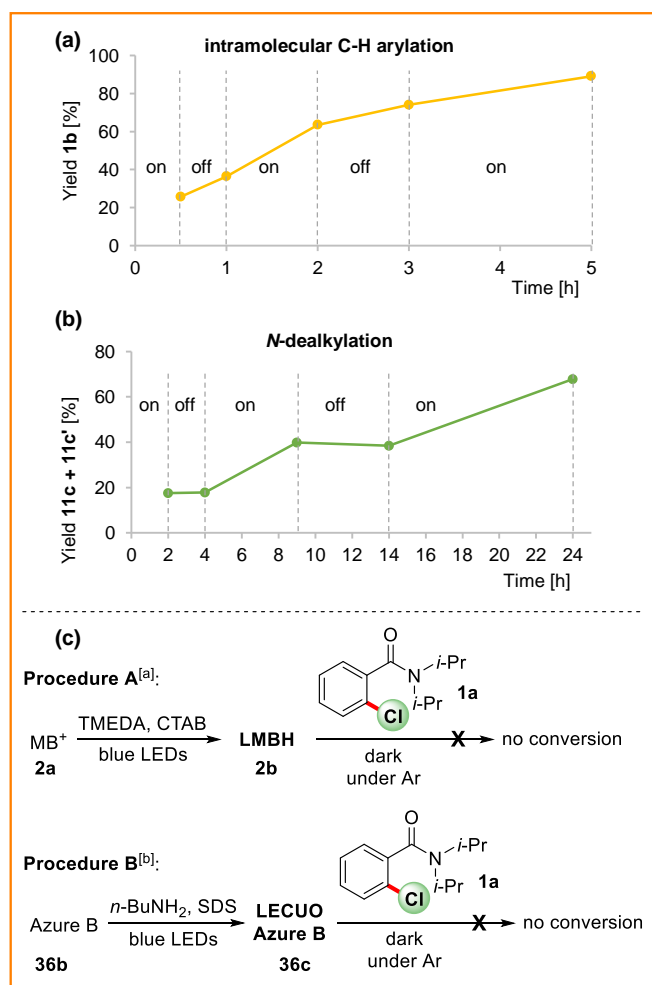 (a)
intramolecular C-H arylation
Yield 1b [%]
100
80
60
40
20
0
on off on off on
0 1 2 3 4 5
Time [h]
(b)
N-dealkylation
Yield 11c + 11c' [%]
80
60
40
20
0
on off on off on
0 2 4 6 8 10 12 14 16 18 20 22 24
Time [h]
(c)
Procedure A[a]:
MB+
2a
TMEDA, CTAB
blue LEDs
LMBH
2b
O
N
i-Pr
i-Pr
Cl
1a
dark
under Ar
X
no conversion
Procedure B[b]:
Azure B
36b
n-BuNH2, SDS
blue LEDs
LECUO
Azure B
36c
O
N
i-Pr
i-Pr
Cl
1a
dark
under Ar
X
no conversion